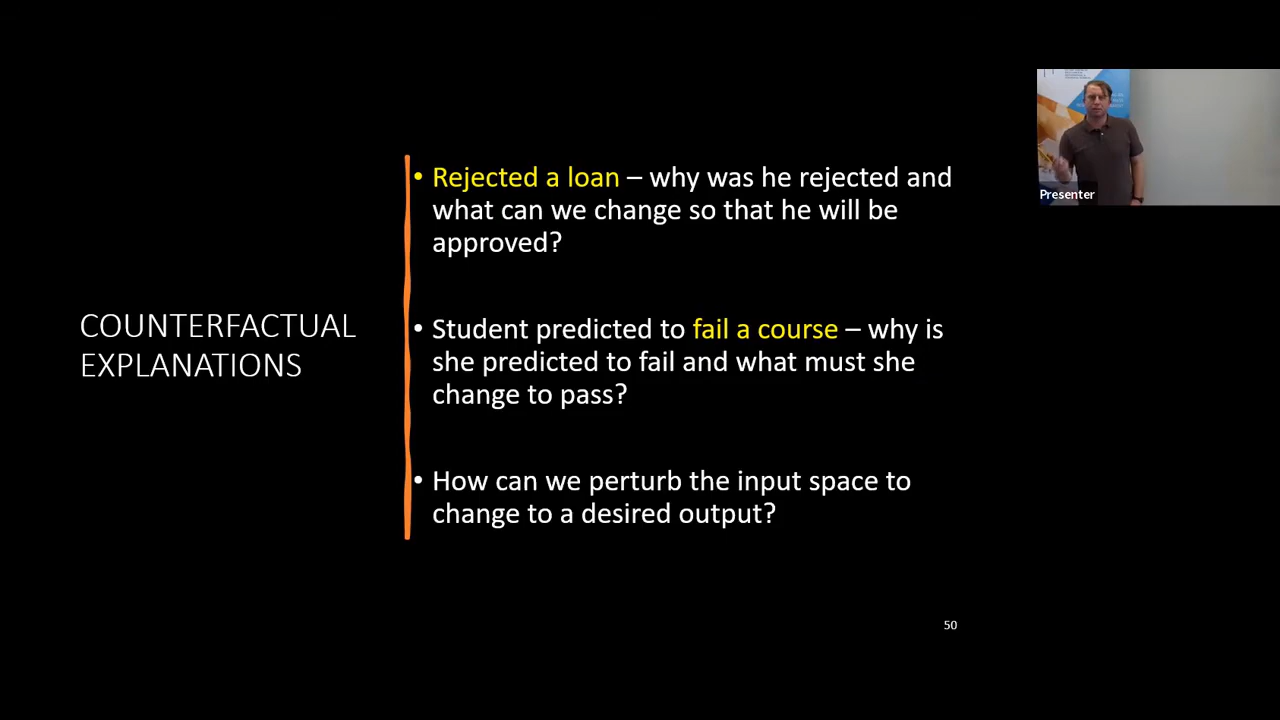 COUNTERFACTUAL
EXPLANATIONS
• Rejected a loan – why was he rejected and
what can we change so that he will be
approved?
• Student predicted to fail a course – why is
she predicted to fail and what must she
change to pass?
• How can we perturb the input space to
change to a desired output?
50
Presenter